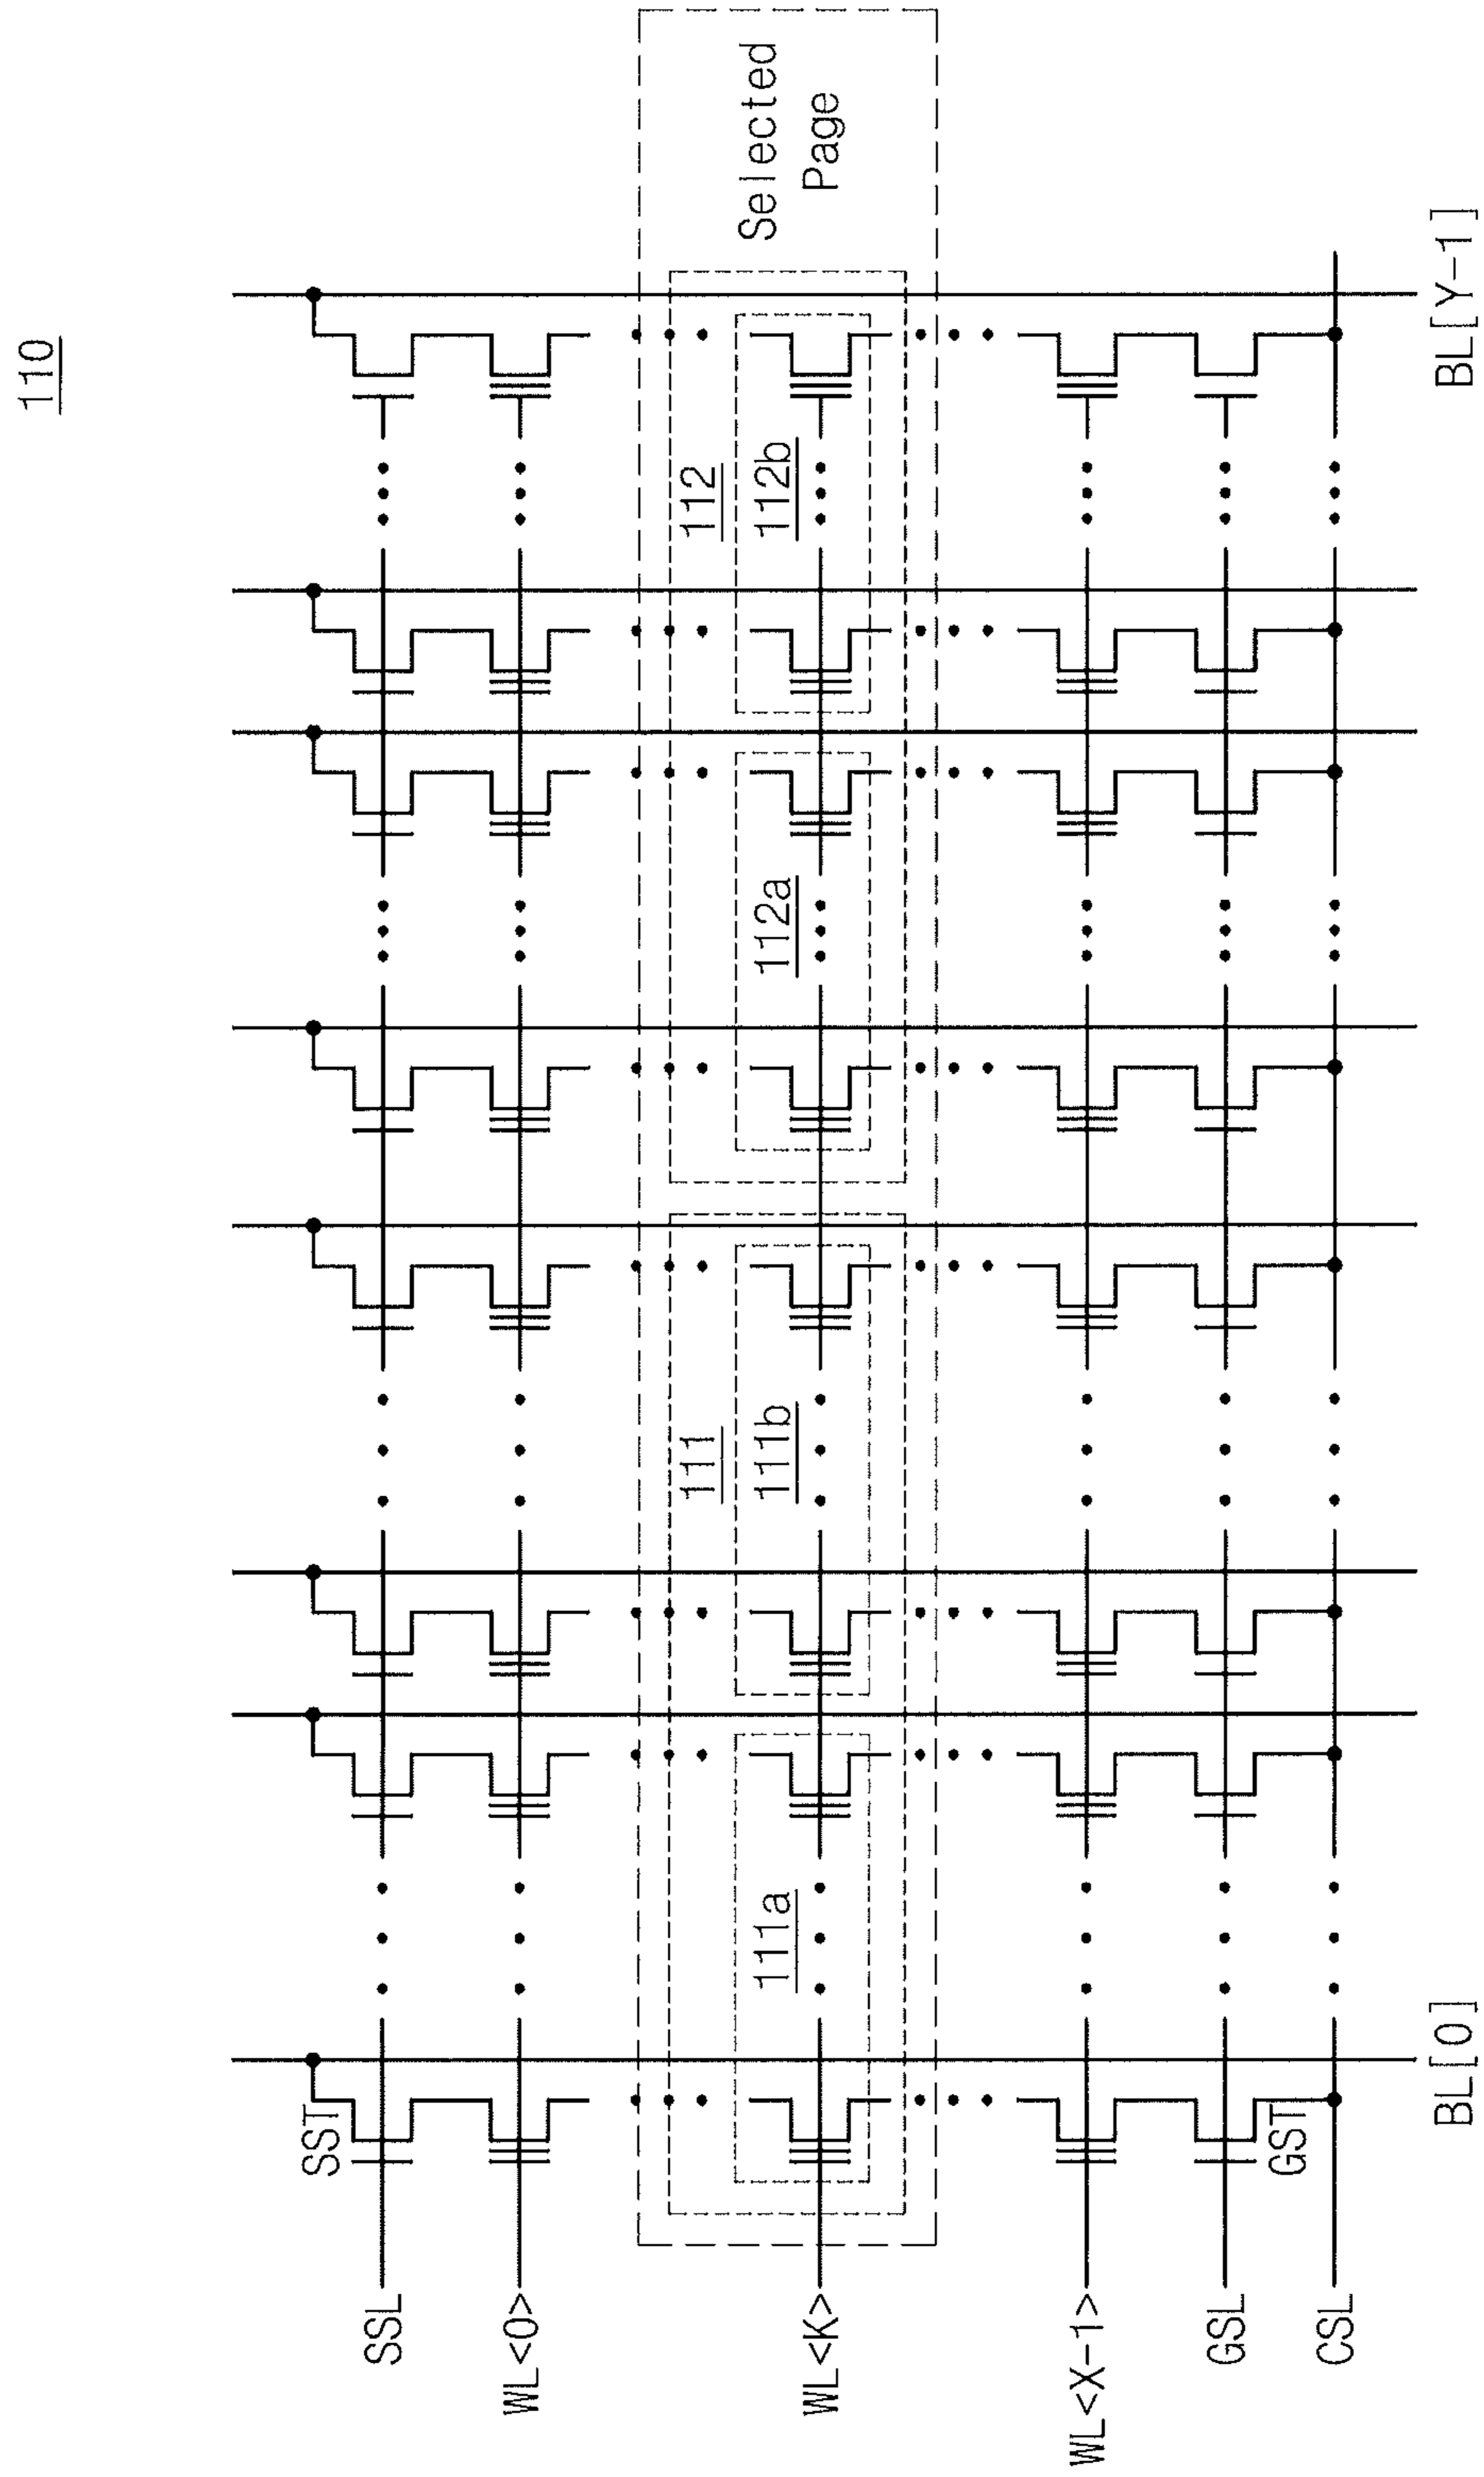 110
SSL
SST
WL<0>
Selected
Page
111
112
111a
111b
112a
112b
WL<K>
WL<X-1>
GSL
GST
CSL
BL[0]
BL[Y-1]